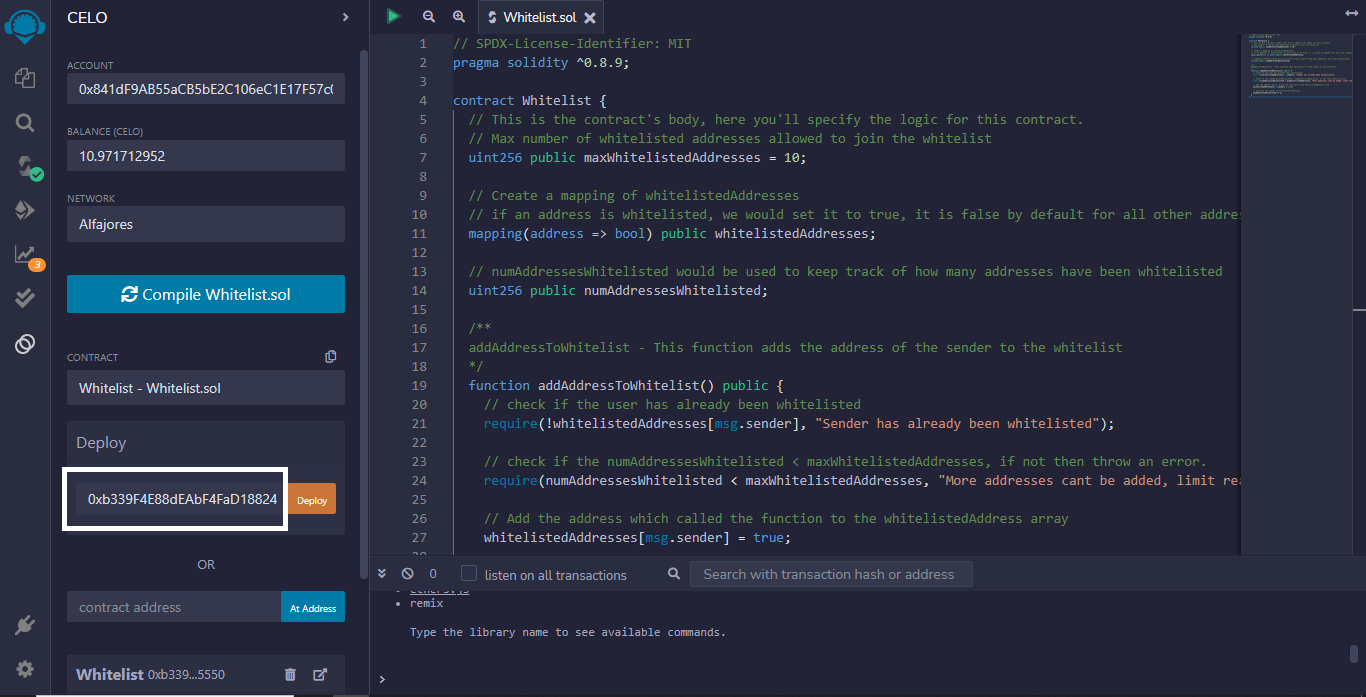 CELO
ACCOUNT
0x841dF9AB55aCB5bE2C106eC1E17F57c
BALANCE (CELO)
10.971712952
NETWORK
Alfajores
Compile Whitelist.sol
CONTRACT
Whitelist - Whitelist.sol
Deploy
0xb339F4E88dEAbF4FaD18824
Deploy
OR
contract address
At Address
Whitelist 0xb339...5550
3
Whitelist.sol
1 // SPDX-License-Identifier: MIT
2 pragma solidity ^0.8.9;
3
4 contract Whitelist {
5 // This is the contract's body, here you'll specify the logic for this contract.
6 // Max number of whitelisted addresses allowed to join the whitelist
7 uint256 public maxWhitelistedAddresses = 10;
8
9 // Create a mapping of whitelistedAddresses
10 // if an address is whitelisted, we would set it to true, it is false by default for all other addre
11 mapping(address => bool) public whitelistedAddresses;
12
13 // numAddressesWhitelisted would be used to keep track of how many addresses have been whitelisted
14 uint256 public numAddressesWhitelisted;
15
16 /**
17 addAddressToWhitelist - This function adds the address of the sender to the whitelist
18 */
19 function addAddressToWhitelist() public {
20 // check if the user has already been whitelisted
21 require(!whitelistedAddresses[msg.sender], "Sender has already been whitelisted");
22
23 // check if the numAddressesWhitelisted < maxWhitelistedAddresses, if not then throw an error.
24 require(numAddressesWhitelisted < maxWhitelistedAddresses, "More addresses cant be added, limit rea
25
26 // Add the address which called the function to the whitelistedAddress array
27 whitelistedAddresses[msg.sender] = true;
0
listen on all transactions
Search with transaction hash or address
• remix
Type the library name to see available commands.
>